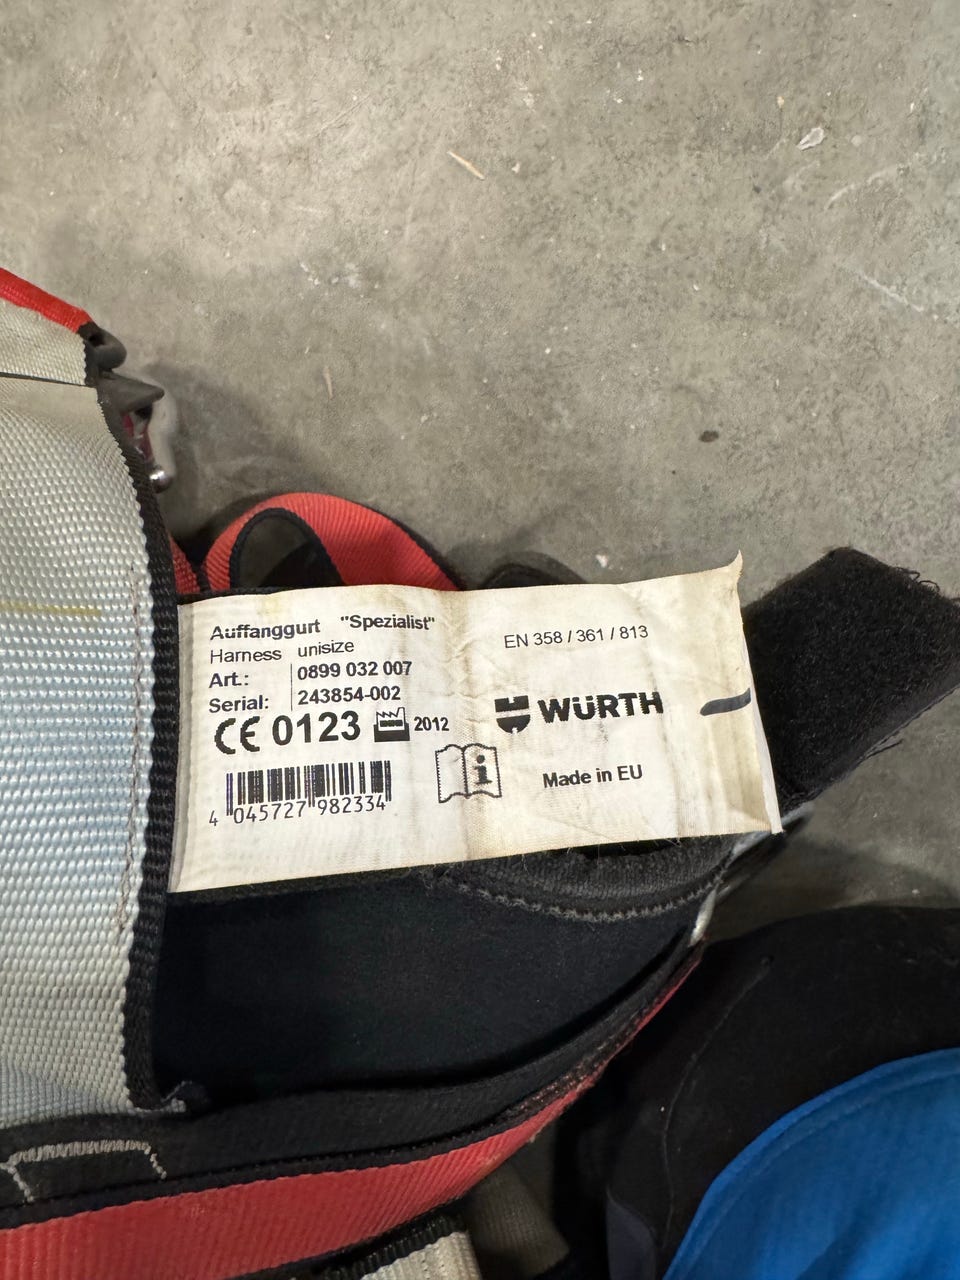 Auffanggurt "Spezialist"
Harness unisize
Art.: 0899 032 007
Serial: 243854-002
CE 0123 2012
4 045727 982334
EN 358 / 361 / 813
WÜRTH
i
Made in EU